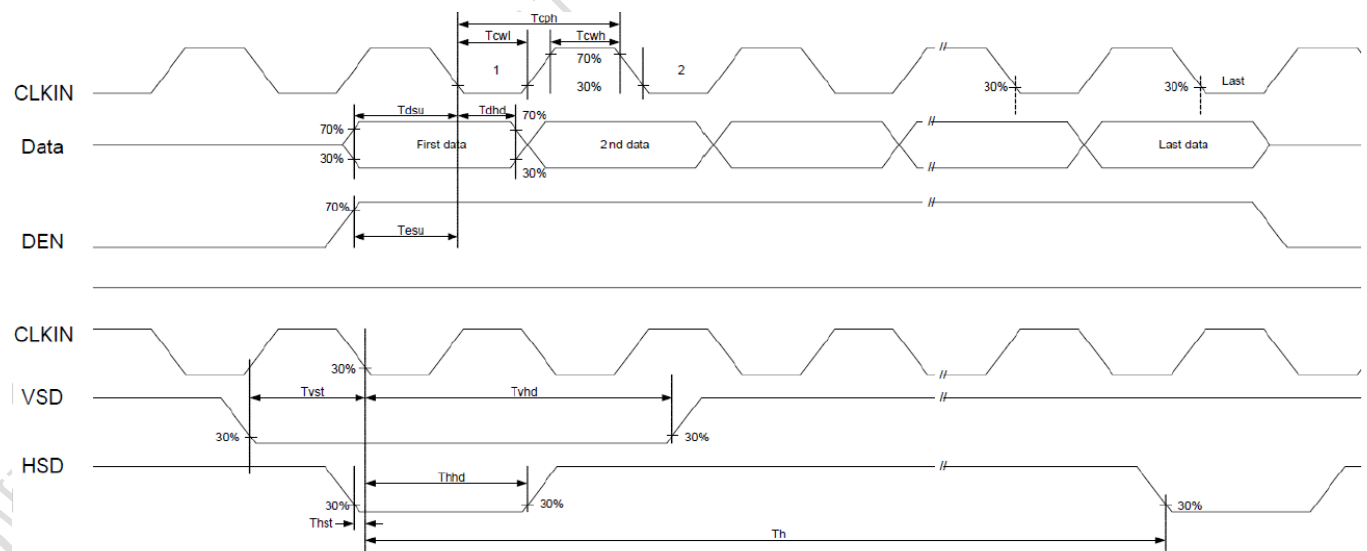 Tcph
Tcwl Tcwh
CLKIN 1 70% 30% 2 // 30% 30% Last
Tdsu Tdhd 70%
Data 70% 30% First data 30% 2nd data // // Last data
70% //
DEN Tesu
CLKIN 30% //
VSD Tvst Tvhd //
30% 30%
HSD Thhd //
30% 30% 30%
Thst
Th